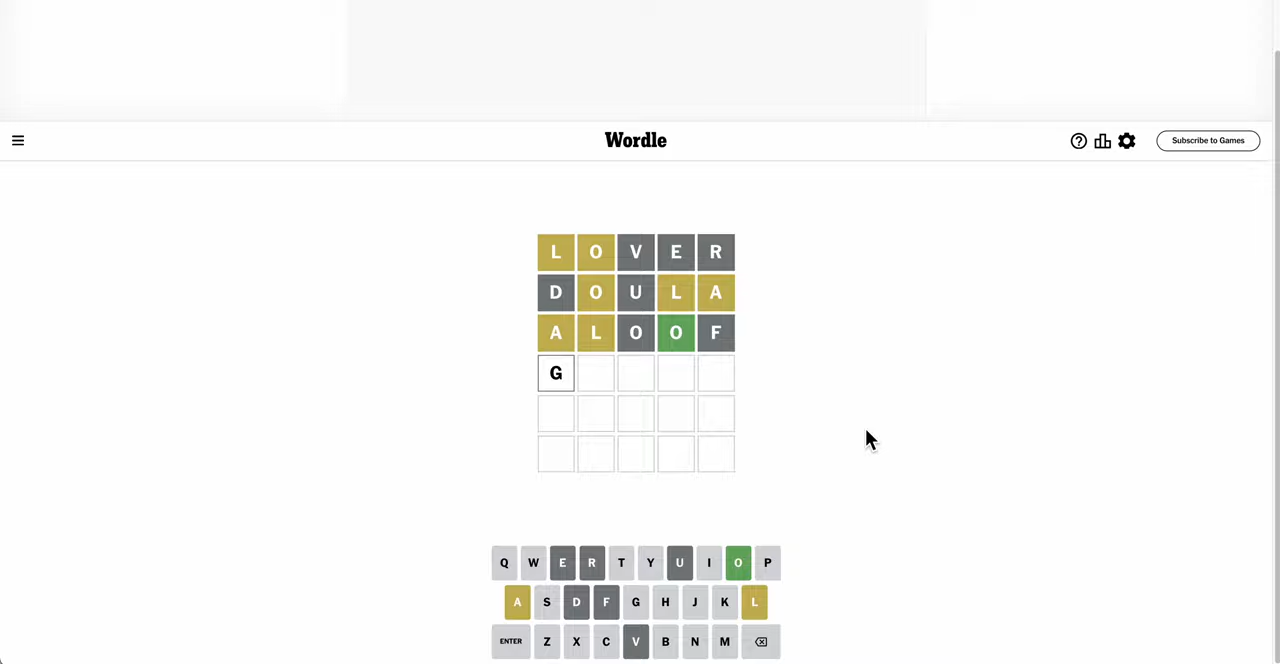 Wordle
Subscribe to Games
L O V E R
D O U L A
A L O O F
G
Q W E R T Y U I O P
A S D F G H J K L
ENTER Z X C V B N M